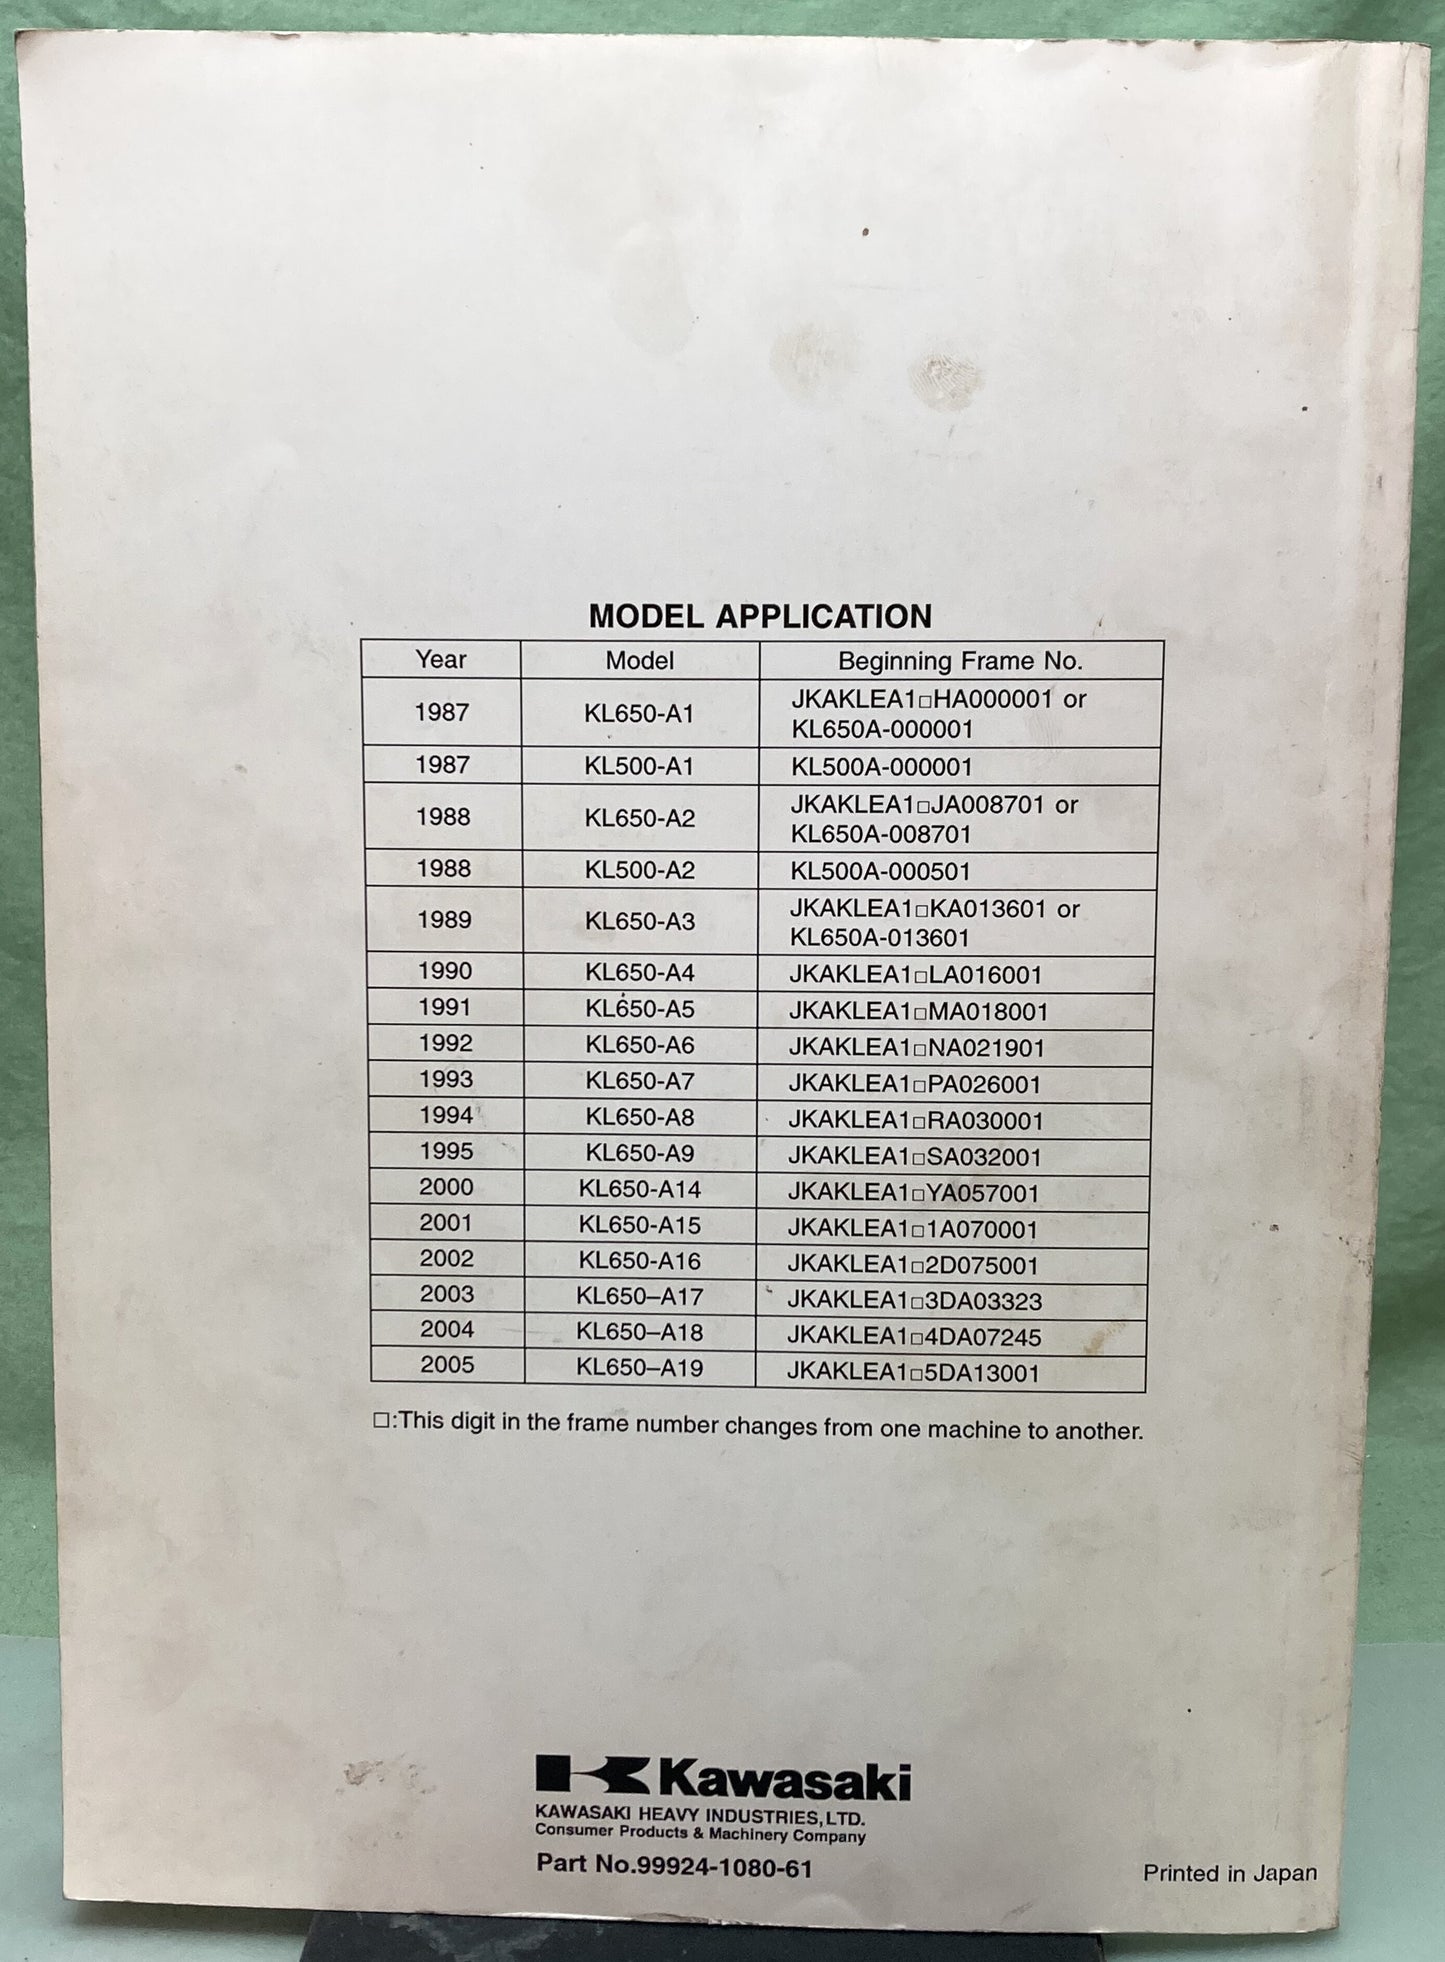 MODEL APPLICATION
Year Model Beginning Frame No.
1987 KL650-A1 JKAKLEA1□HA000001 or
KL650A-000001
1987 KL500-A1 KL500A-000001
1988 KL650-A2 JKAKLEA1□JA008701 or
KL650A-008701
1988 KL500-A2 KL500A-000501
1989 KL650-A3 JKAKLEA1□KA013601 or
KL650A-013601
1990 KL650-A4 JKAKLEA1□LA016001
1991 KL650-A5 JKAKLEA1□MA018001
1992 KL650-A6 JKAKLEA1□NA021901
1993 KL650-A7 JKAKLEA1□PA026001
1994 KL650-A8 JKAKLEA1□RA030001
1995 KL650-A9 JKAKLEA1□SA032001
2000 KL650-A14 JKAKLEA1□YA057001
2001 KL650-A15 JKAKLEA1□1A070001
2002 KL650-A16 JKAKLEA1□2D075001
2003 KL650–A17 JKAKLEA1□3DA03323
2004 KL650–A18 JKAKLEA1□4DA07245
2005 KL650–A19 JKAKLEA1□5DA13001
□:This digit in the frame number changes from one machine to another.
Kawasaki
KAWASAKI HEAVY INDUSTRIES,LTD.
Consumer Products & Machinery Company
Part No.99924-1080-61
Printed in Japan